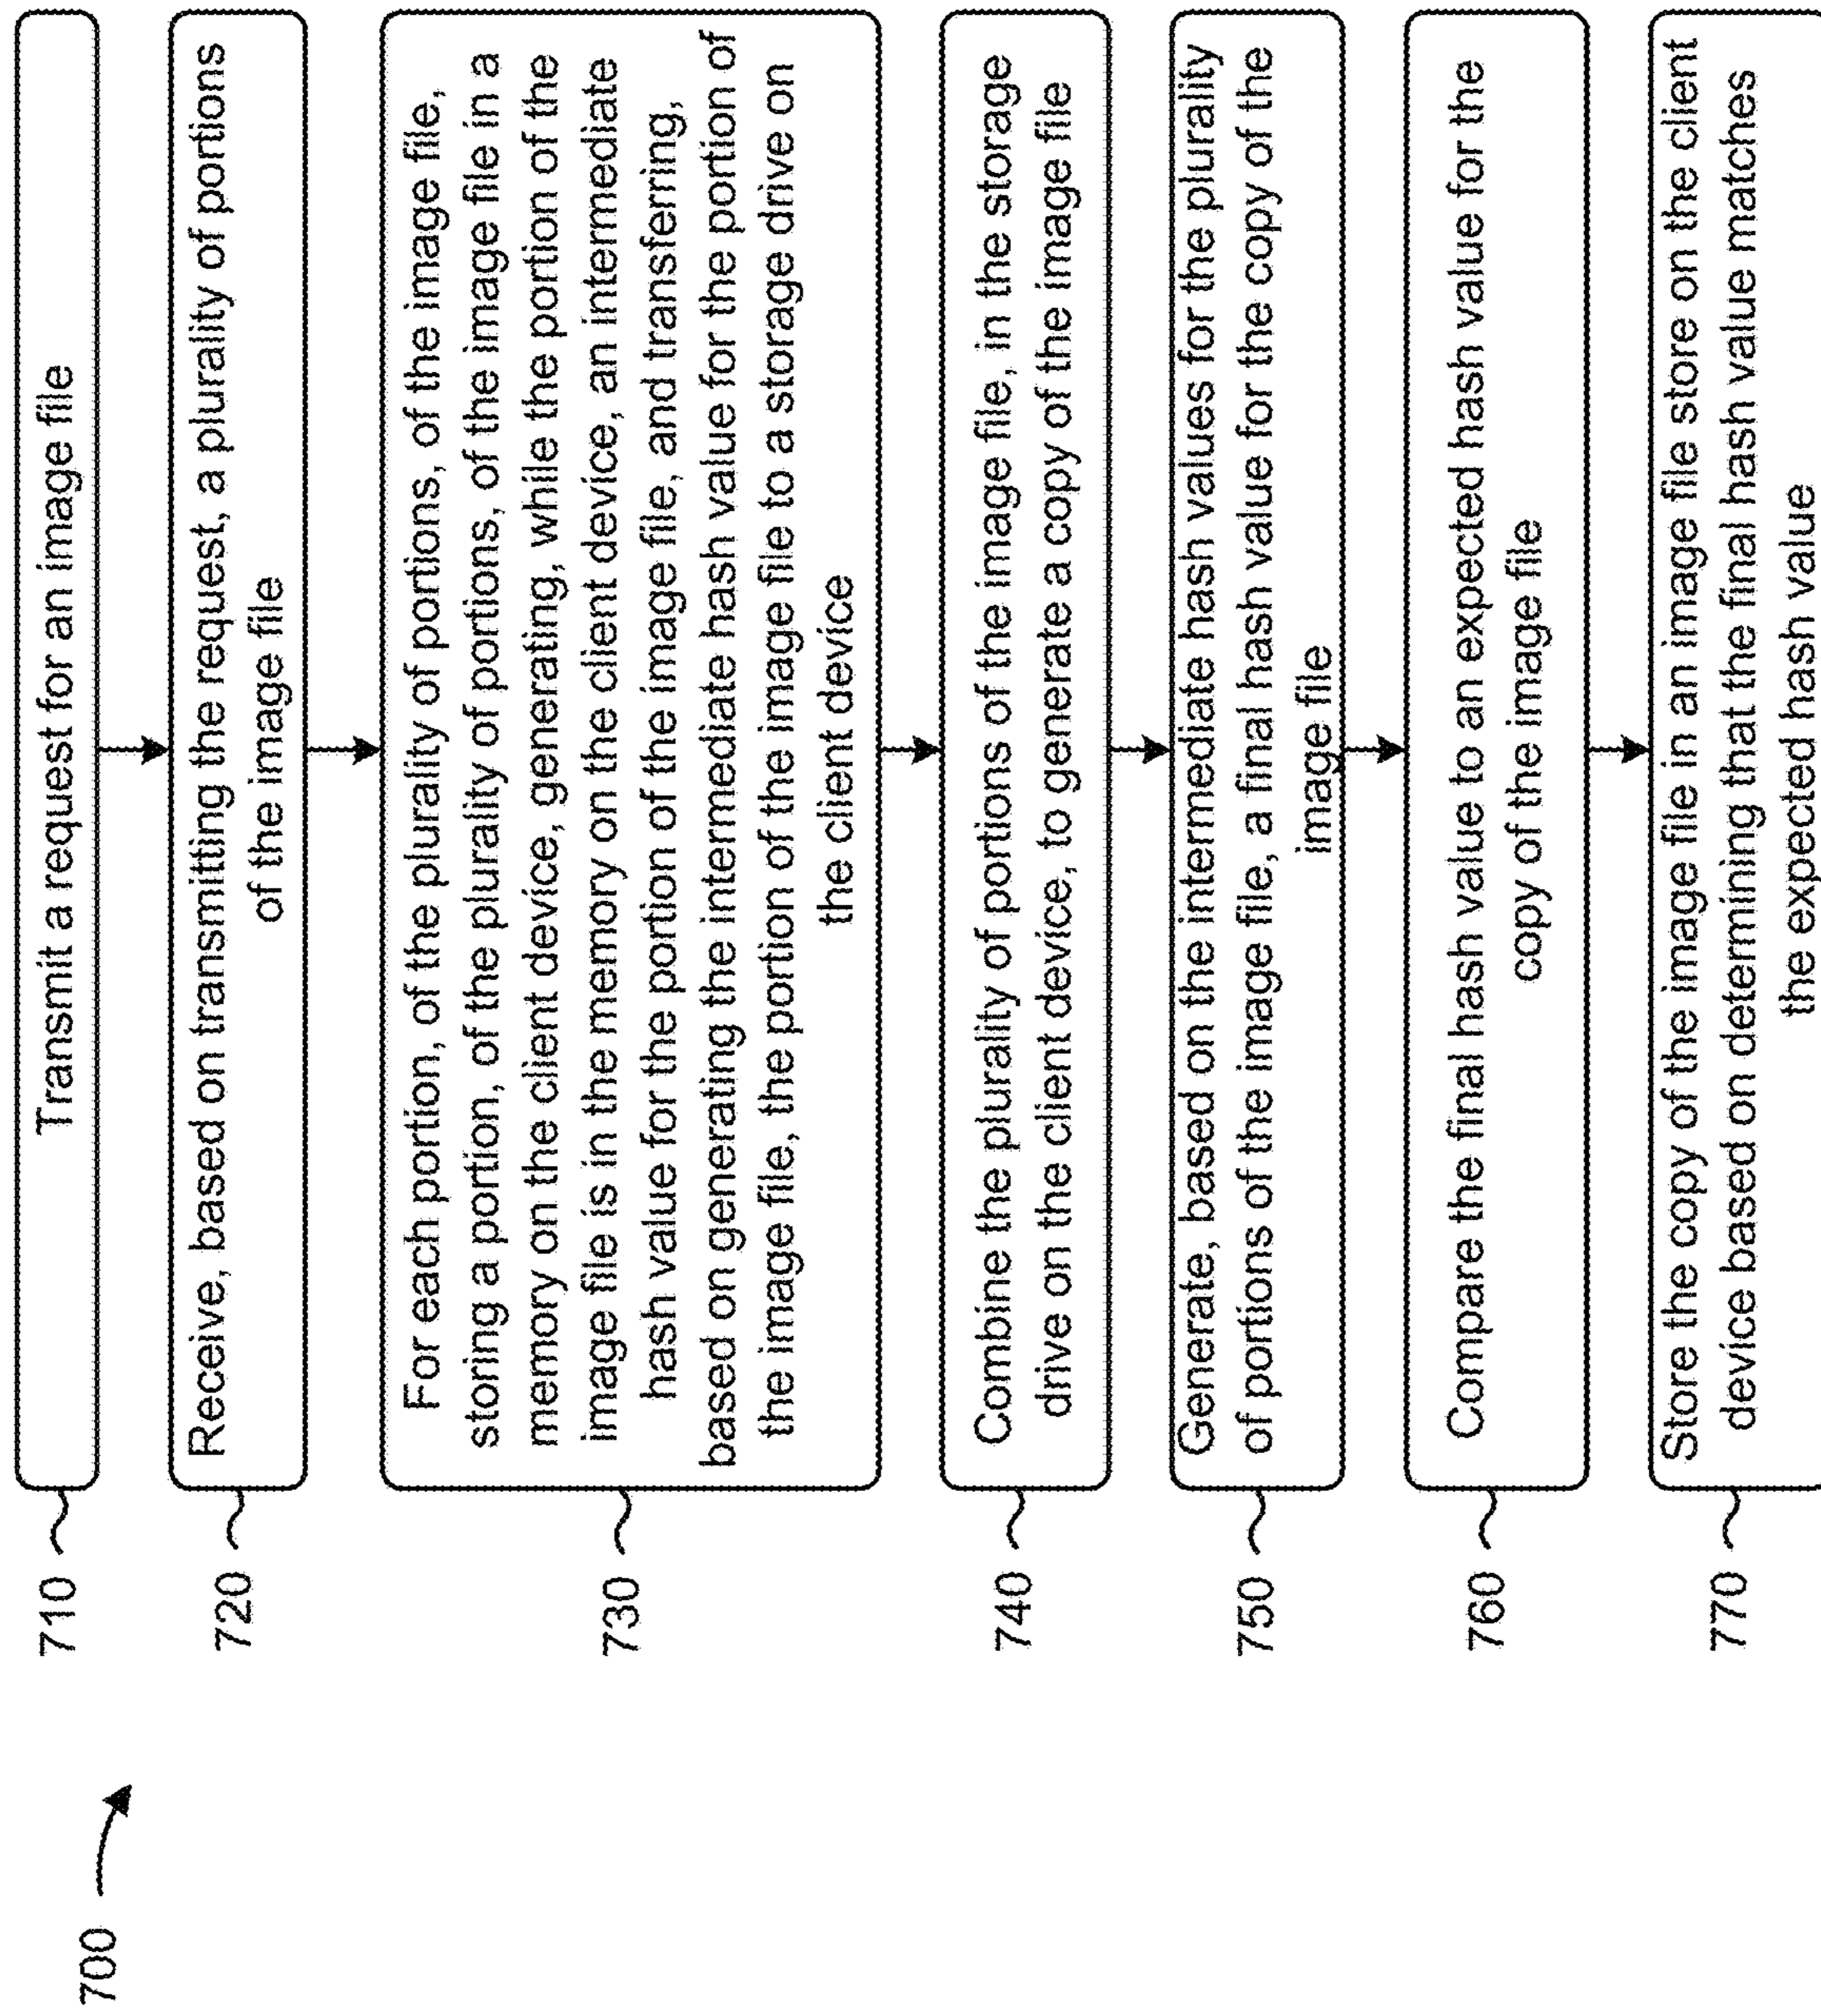 700
710
Transmit a request for an image file
720
Receive, based on transmitting the request, a plurality of portions
of the image file
730
For each portion, of the plurality of portions, of the image file,
storing a portion, of the plurality of portions, of the image file in a
memory on the client device, generating, while the portion of the
image file is in the memory on the client device, an intermediate
hash value for the portion of the image file, and transferring,
based on generating the intermediate hash value for the portion of
the image file, the portion of the image file to a storage drive on
the client device
740
Combine the plurality of portions of the image file, in the storage
drive on the client device, to generate a copy of the image file
750
Generate, based on the intermediate hash values for the plurality
of portions of the image file, a final hash value for the copy of the
image file
760
Compare the final hash value to an expected hash value for the
copy of the image file
770
Store the copy of the image file in an image file store on the client
device based on determining that the final hash value matches
the expected hash value